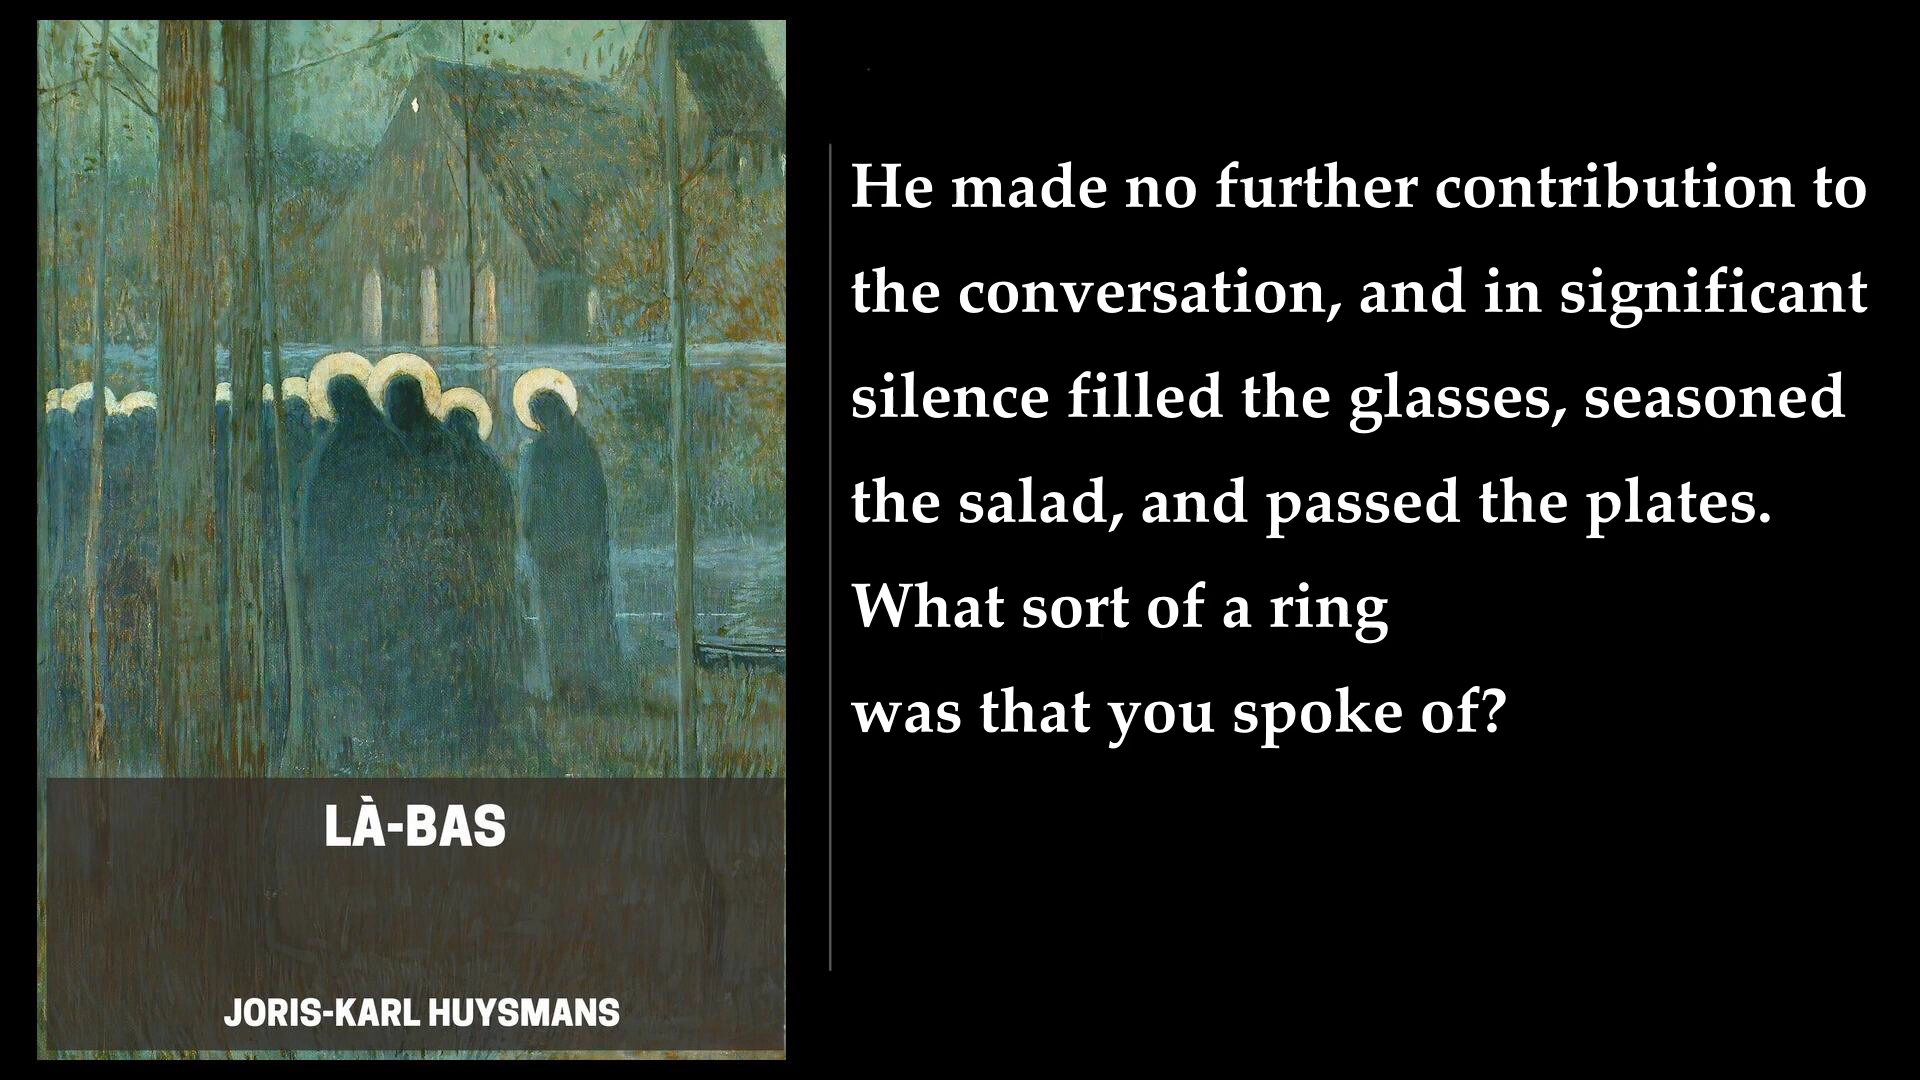 LÀ-BAS
JORIS-KARL HUYSMANS
He made no further contribution to
the conversation, and in significant
silence filled the glasses, seasoned
the salad, and passed the plates.
What sort of a ring
was that you spoke of?